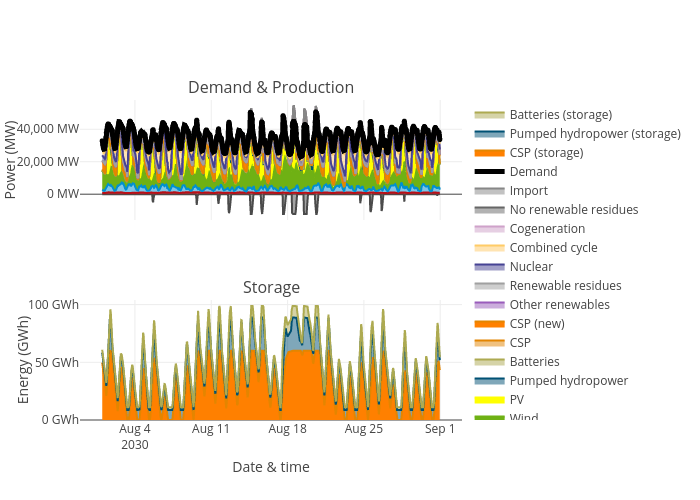 Demand & Production
Power (MW)
40,000 MW
20,000 MW
0 MW
Storage
Energy (GWh)
100 GWh
50 GWh
0 GWh
Aug 4
2030
Aug 11
Aug 18
Aug 25
Sep 1
Date & time
Batteries (storage)
Pumped hydropower (storage)
CSP (storage)
Demand
Import
No renewable residues
Cogeneration
Combined cycle
Nuclear
Renewable residues
Other renewables
CSP (new)
CSP
Batteries
Pumped hydropower
PV
Wind